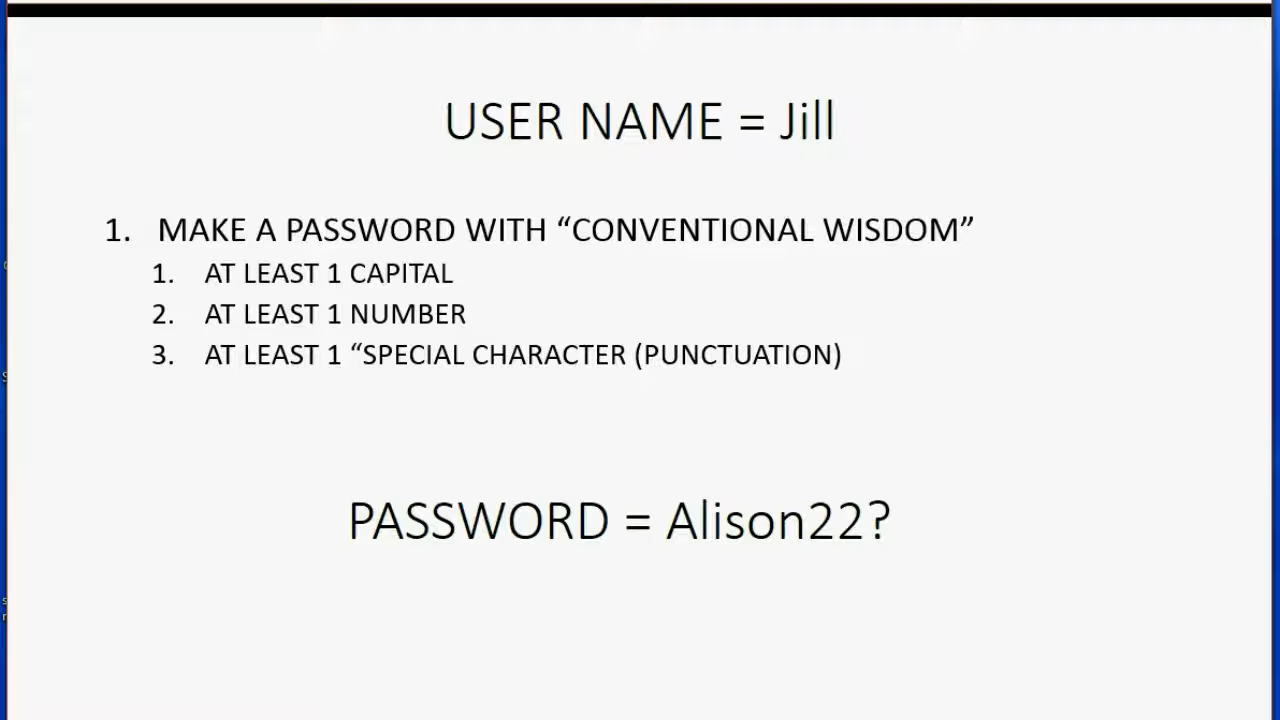 USER NAME = Jill
1. MAKE A PASSWORD WITH “CONVENTIONAL WISDOM”
1. AT LEAST 1 CAPITAL
2. AT LEAST 1 NUMBER
3. AT LEAST 1 “SPECIAL CHARACTER (PUNCTUATION)
PASSWORD = Alison22?